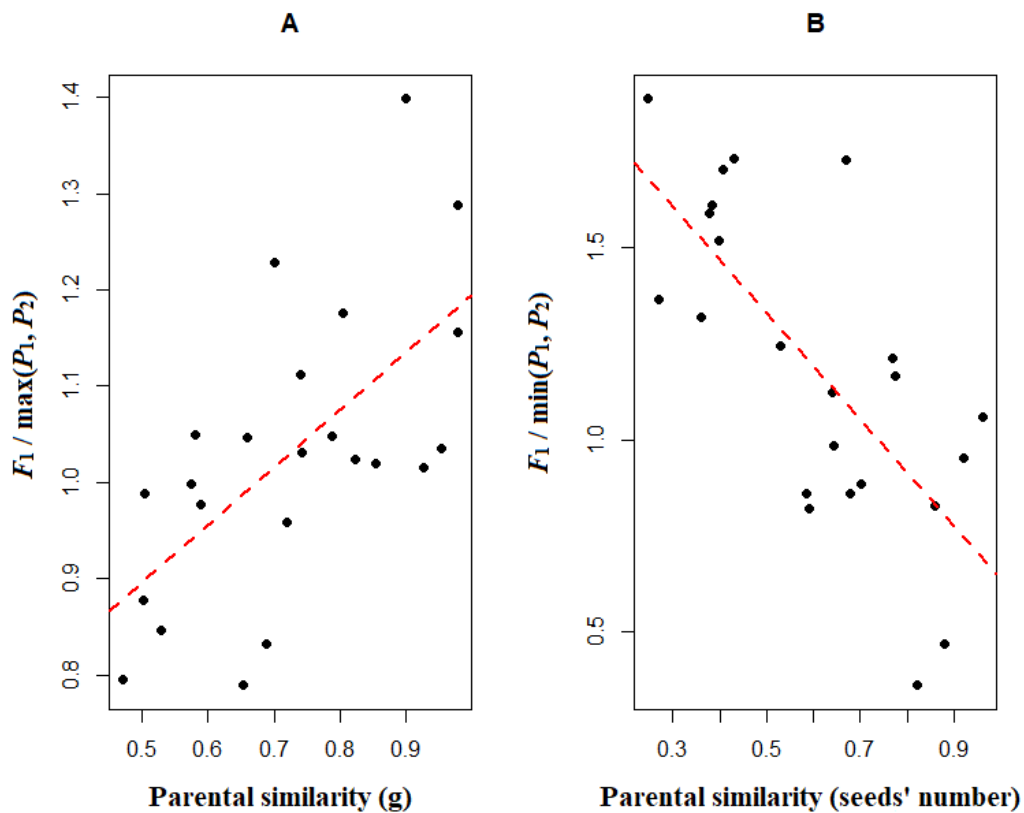 A
F1 / max(P1, P2)
1.4
1.3
1.2
1.1
1.0
0.9
0.8
0.5 0.6 0.7 0.8 0.9
Parental similarity (g)
B
F1 / min(P1, P2)
1.5
1.0
0.5
0.3 0.5 0.7 0.9
Parental similarity (seeds' number)